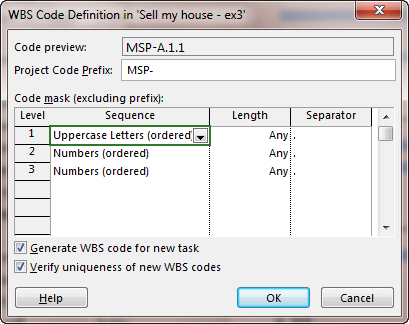 WBS Code Definition in 'Sell my house - ex3'
Code preview: MSP-A.1.1
Project Code Prefix: MSP-
Code mask (excluding prefix):
Level Sequence Length Separator
1 Uppercase Letters (ordered) Any .
2 Numbers (ordered) Any .
3 Numbers (ordered) Any .
Generate WBS code for new task
Verify uniqueness of new WBS codes
Help OK Cancel